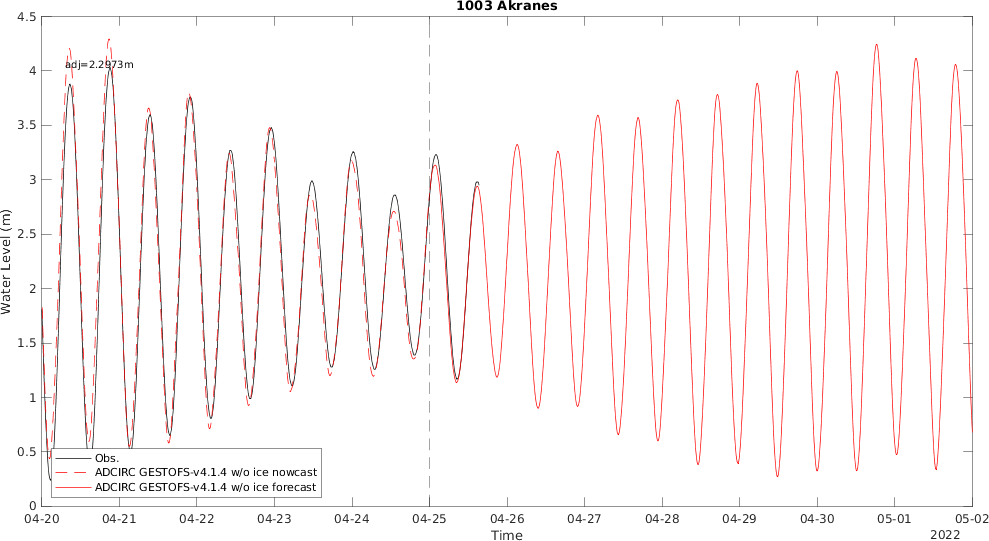 1003 Akranes
4.5
4
3.5
3
2.5
2
1.5
1
0.5
0
Water Level (m)
adj=2.2973m
Obs.
ADCIRC GESTOFS-v4.1.4 w/o ice nowcast
ADCIRC GESTOFS-v4.1.4 w/o ice forecast
04-20 04-21 04-22 04-23 04-24 04-25 04-26 04-27 04-28 04-29 04-30 05-01 05-02
Time
2022